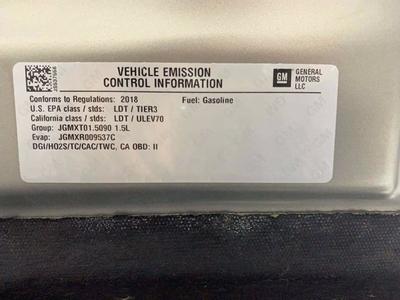 VEHICLE EMISSION
CONTROL INFORMATION
GM
GENERAL
MOTORS
LLC
Conforms to Regulations: 2018 Fuel: Gasoline
U.S. EPA class / stds: LDT / TIER3
California class / stds: LDT / ULEV70
Group: JGMXT01.5090 1.5L
Evap: JGMXR009537C
DGI/HO2S/TC/CAC/TWC, CA OBD: II